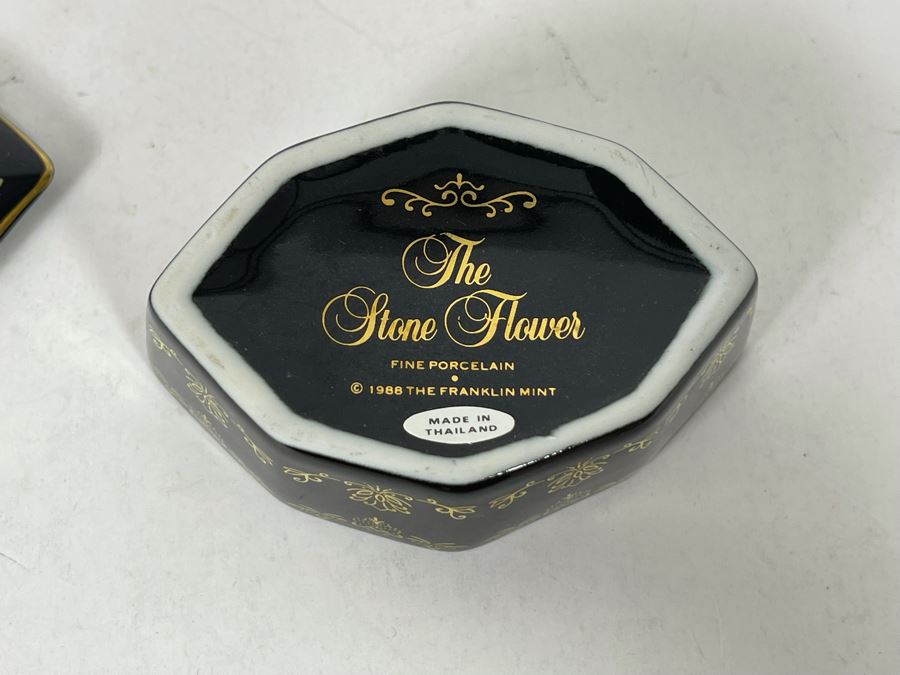 The
Stone Flower
FINE PORCELAIN
•
© 1988 THE FRANKLIN MINT
MADE IN
THAILAND